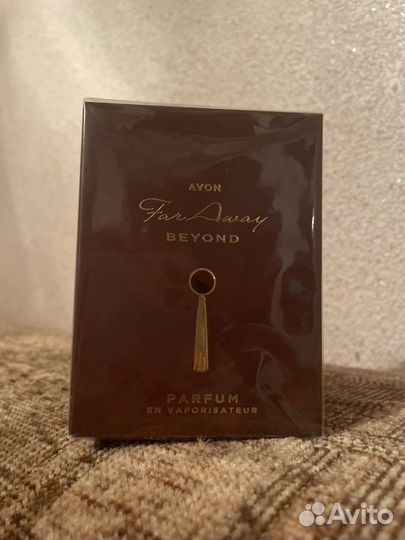 AVON
Far Away
BEYOND
PARFUM
EN VAPORISATEUR
Avito